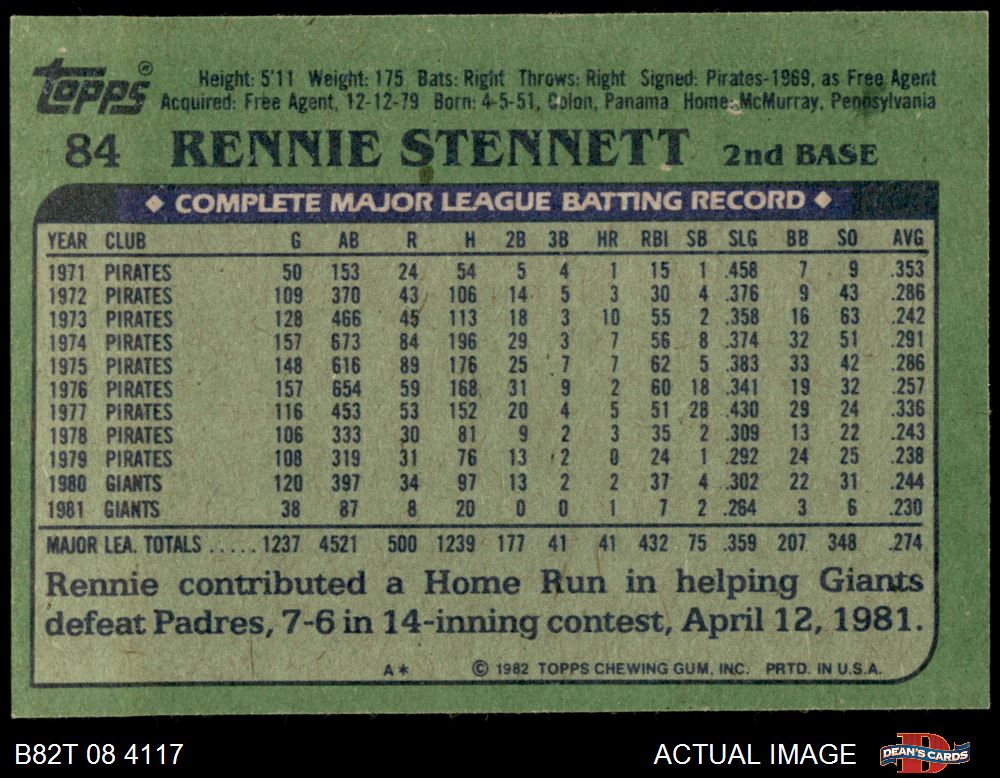 Topps®
Height: 5'11 Weight: 175 Bats: Right Throws: Right Signed: Pirates-1969, as Free Agent
Acquired: Free Agent, 12-12-79 Born: 4-5-51, Colon, Panama Home: McMurray, Pennsylvania
84 RENNIE STENNETT 2nd BASE
◆ COMPLETE MAJOR LEAGUE BATTING RECORD ◆
YEAR CLUB G AB R H 2B 3B HR RBI SB SLG BB SO AVG
1971 PIRATES 50 153 24 54 5 4 1 15 1 .458 7 9 .353
1972 PIRATES 109 370 43 106 14 5 3 30 4 .376 9 43 .286
1973 PIRATES 128 466 45 113 18 3 10 55 2 .358 16 63 .242
1974 PIRATES 157 673 84 196 29 3 7 56 8 .374 32 51 .291
1975 PIRATES 148 616 89 176 25 7 7 62 5 .383 33 42 .286
1976 PIRATES 157 654 59 168 31 9 2 60 18 .341 19 32 .257
1977 PIRATES 116 453 53 152 20 4 5 51 28 .430 29 24 .336
1978 PIRATES 106 333 30 81 9 2 3 35 2 .309 13 22 .243
1979 PIRATES 108 319 31 76 13 2 0 24 1 .292 24 25 .238
1980 GIANTS 120 397 34 97 13 2 2 37 4 .302 22 31 .244
1981 GIANTS 38 87 8 20 0 0 1 7 2 .264 3 6 .230
MAJOR LEA. TOTALS ..... 1237 4521 500 1239 177 41 41 432 75 .359 207 348 .274
Rennie contributed a Home Run in helping Giants
defeat Padres, 7-6 in 14-inning contest, April 12, 1981.
A* © 1982 TOPPS CHEWING GUM, INC. PRTD. IN U.S.A.
B82T 08 4117 ACTUAL IMAGE DEAN'S CARDS